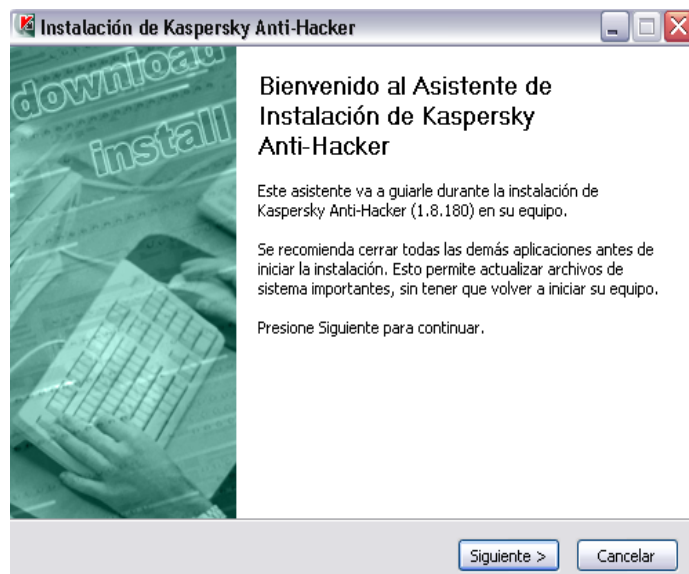 Instalación de Kaspersky Anti-Hacker
download
install
Bienvenido al Asistente de
Instalación de Kaspersky
Anti-Hacker
Este asistente va a guiarle durante la instalación de
Kaspersky Anti-Hacker (1.8.180) en su equipo.
Se recomienda cerrar todas las demás aplicaciones antes de
iniciar la instalación. Esto permite actualizar archivos de
sistema importantes, sin tener que volver a iniciar su equipo.
Presione Siguiente para continuar.
Siguiente >
Cancelar